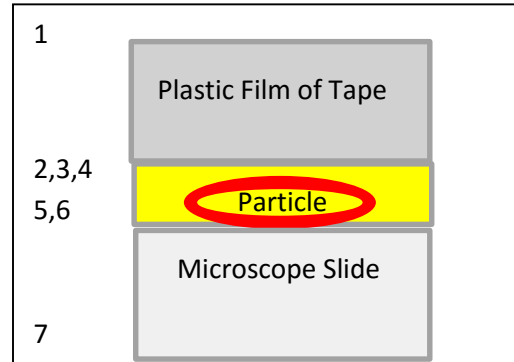 1
Plastic Film of Tape
2,3,4
5,6
Particle
Microscope Slide
7